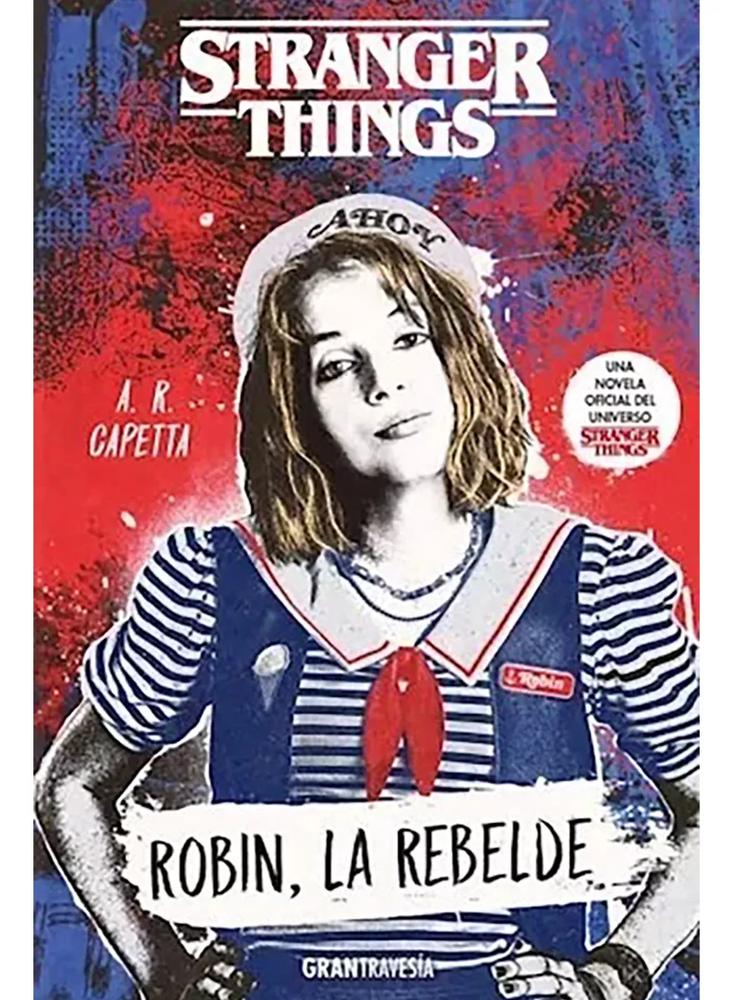 STRANGER
THINGS
AHOY
A. R.
CAPETTA
UNA
NOVELA
OFICIAL DEL
UNIVERSO
STRANGER
THINGS
Robin
ROBIN, LA REBELDE
GRANTRAVESÍA